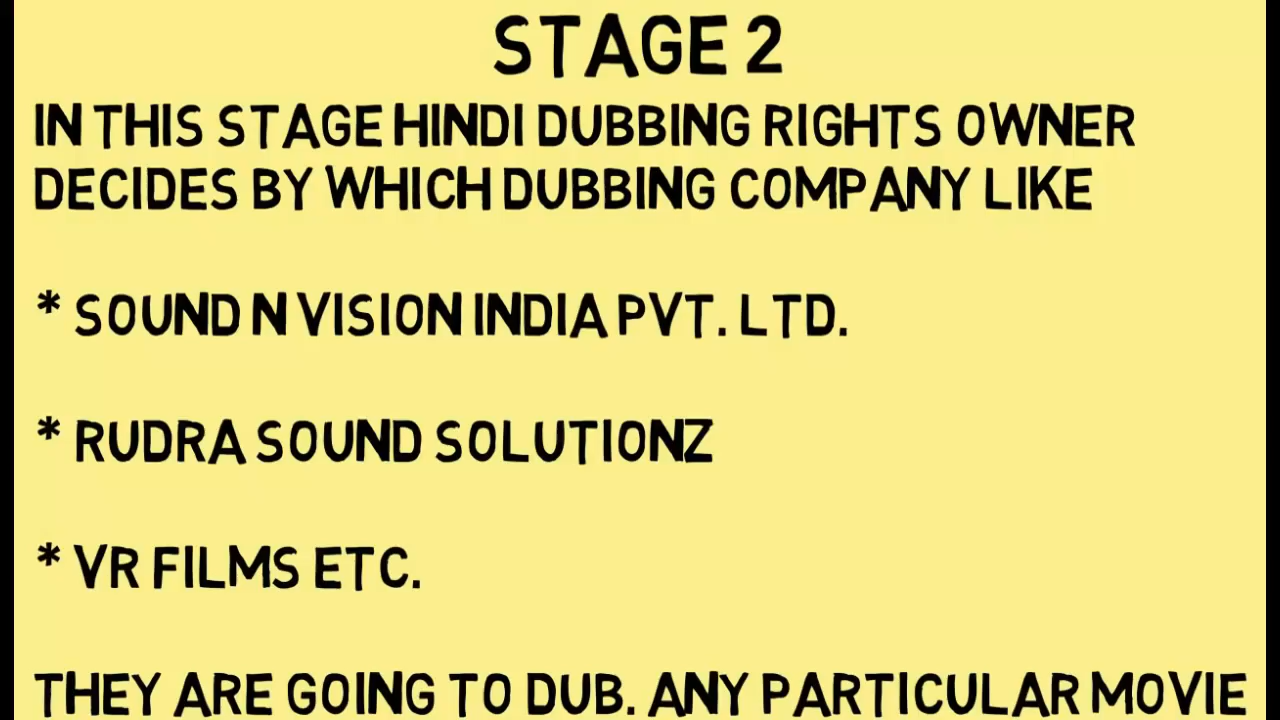 STAGE 2
IN THIS STAGE HINDI DUBBING RIGHTS OWNER
DECIDES BY WHICH DUBBING COMPANY LIKE
* SOUND N VISION INDIA PVT. LTD.
* RUDRA SOUND SOLUTIONZ
* VR FILMS ETC.
THEY ARE GOING TO DUB. ANY PARTICULAR MOVIE